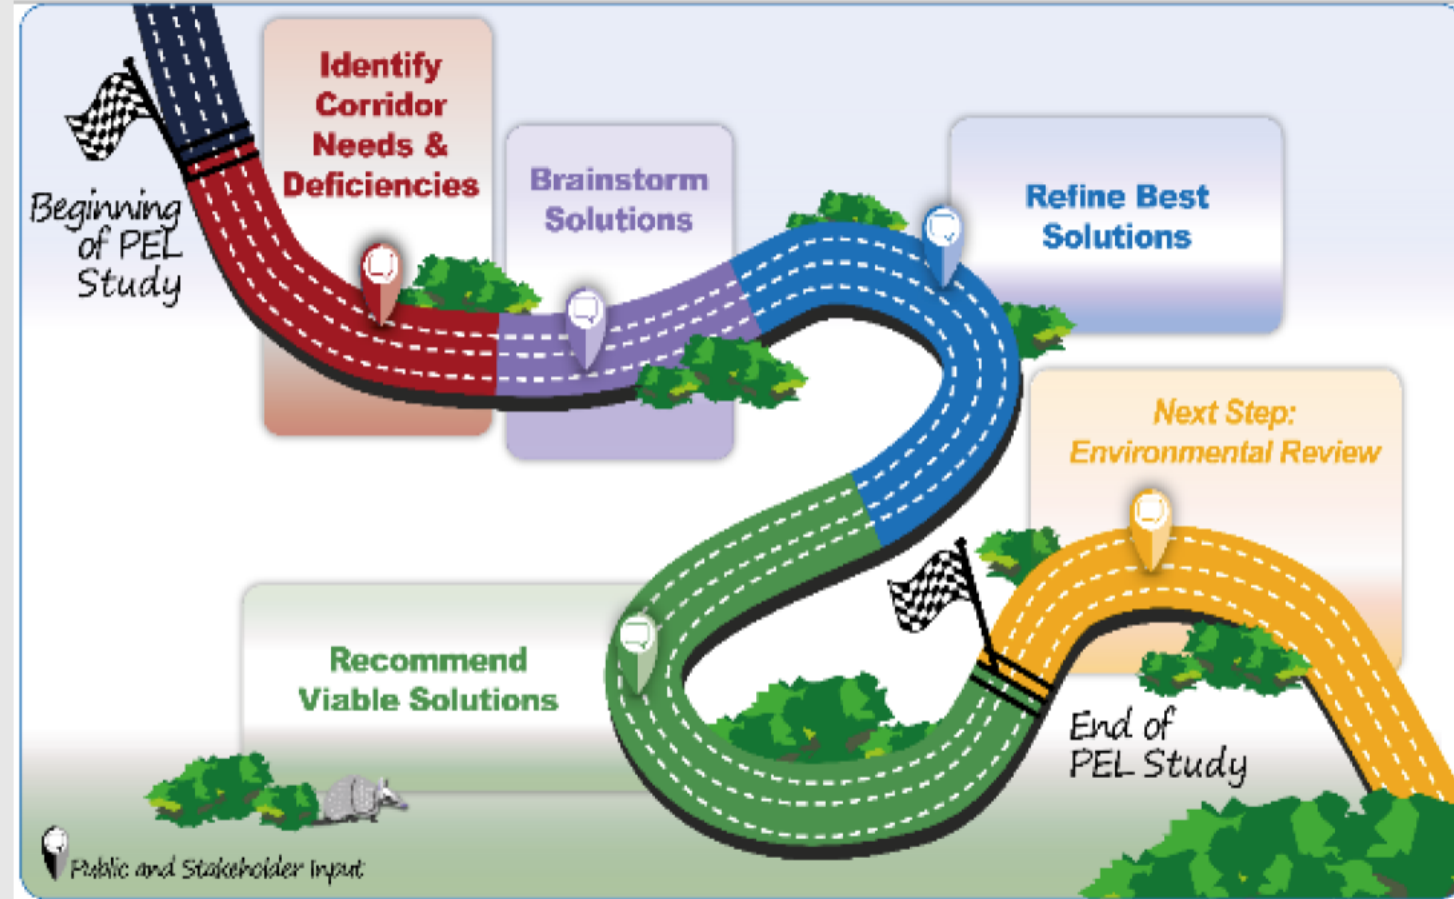 Beginning
of PEL
Study
Identify
Corridor
Needs &
Deficiencies
Brainstorm
Solutions
Refine Best
Solutions
Recommend
Viable Solutions
End of
PEL Study
Next Step:
Environmental Review
Public and Stakeholder Input